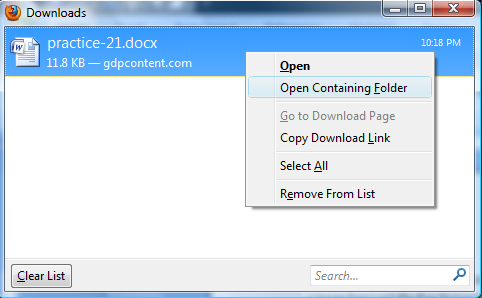 Downloads
practice-21.docx
10:18 PM
11.8 KB — gdpcontent.com
Open
Open Containing Folder
Go to Download Page
Copy Download Link
Select All
Remove From List
Clear List
Search...